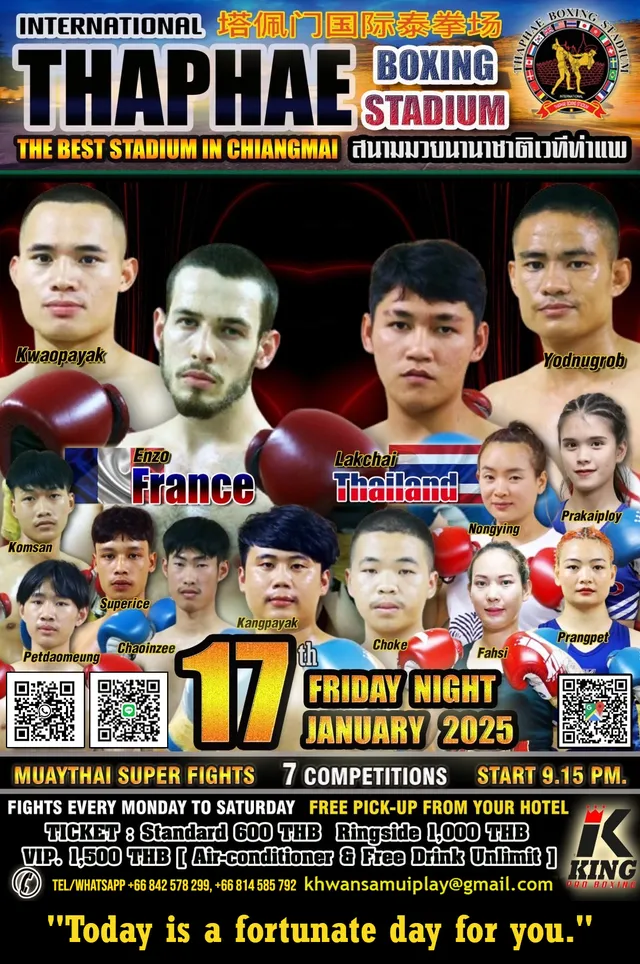 INTERNATIONAL 塔佩门国际泰拳场
THAPHAE BOXING STADIUM
THAPHAE BOXING STADIUM
INTERNATIONAL
THE BEST STADIUM IN CHIANGMAI สนามมวยนานาชาติเวทีท่าแพ
Kwaopayak
Yodnugrob
Enzo
France
Lakchai
Thailand
Nongying
Prakaiploy
Komsan
Superice
Kangpayak
Petdaomeung
Chaoinzee
Choke
Fahsi
Prangpet
17th FRIDAY NIGHT
JANUARY 2025
MUAYTHAI SUPER FIGHTS 7 COMPETITIONS START 9.15 PM.
FIGHTS EVERY MONDAY TO SATURDAY FREE PICK-UP FROM YOUR HOTEL
TICKET : Standard 600 THB Ringside 1,000 THB
VIP. 1,500 THB [ Air-conditioner & Free Drink Unlimit ]
K
KING
PRO BOXING
TEL/WHATSAPP +66 842 578 299, +66 814 585 792 khwansamuiplay@gmail.com
"Today is a fortunate day for you."